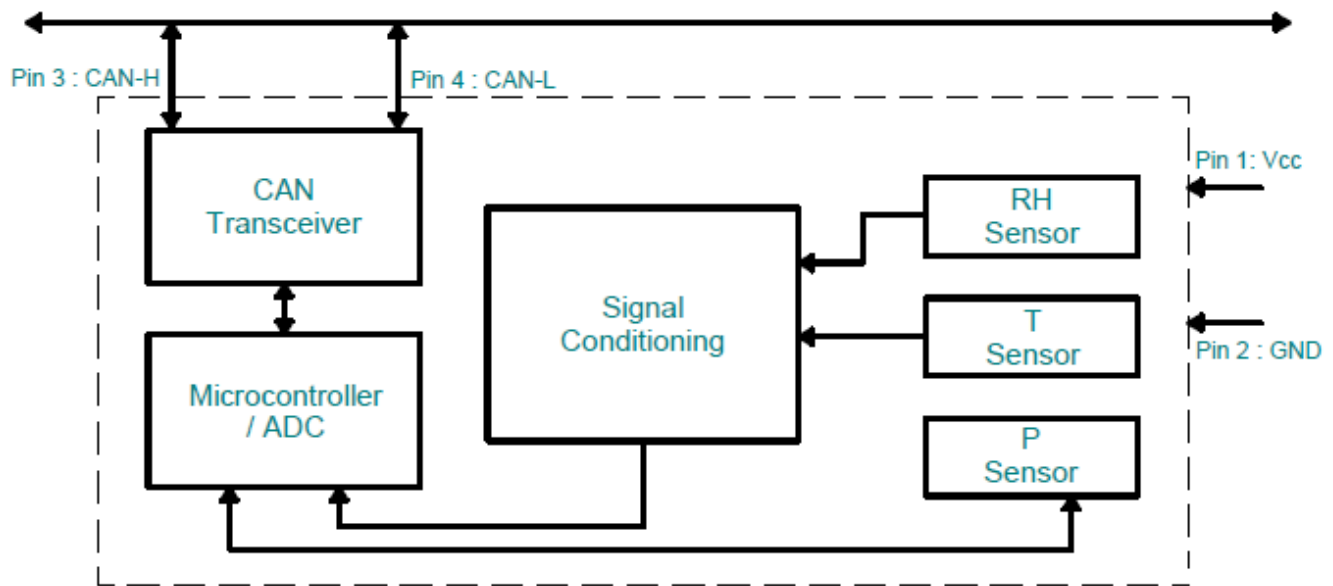 Pin 3 : CAN-H
Pin 4 : CAN-L
CAN
Transceiver
Pin 1: Vcc
RH
Sensor
Signal
Conditioning
T
Sensor
Pin 2 : GND
Microcontroller
/ ADC
P
Sensor